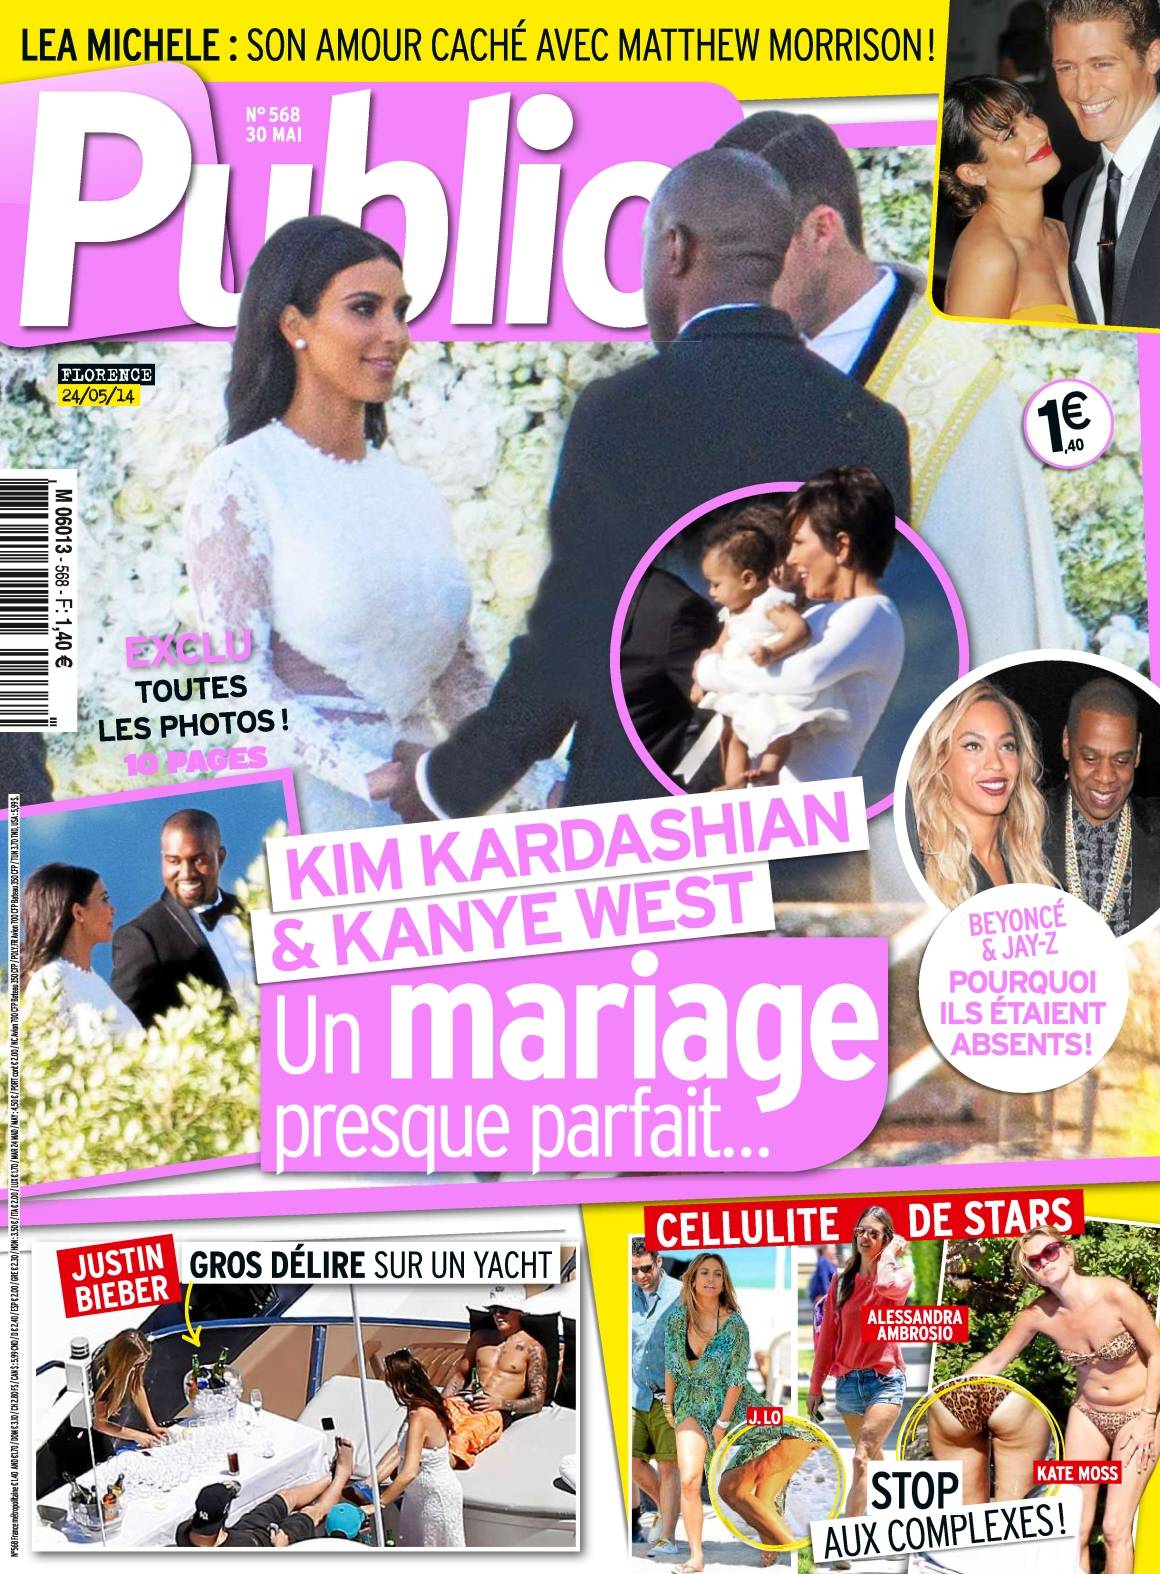 LEA MICHELE : SON AMOUR CACHÉ AVEC MATTHEW MORRISON !
Public
N° 568
30 MAI
FLORENCE
24/05/14
1€
,40
M 06013 - 568 - F: 1,40 €
EXCLU
TOUTES
LES PHOTOS !
10 PAGES
KIM KARDASHIAN
& KANYE WEST
Un mariage
presque parfait...
BEYONCÉ
& JAY-Z
POURQUOI
ILS ÉTAIENT
ABSENTS !
JUSTIN
BIEBER
GROS DÉLIRE SUR UN YACHT
CELLULITE DE STARS
ALESSANDRA
AMBROSIO
J. LO
KATE MOSS
STOP
AUX COMPLEXES !